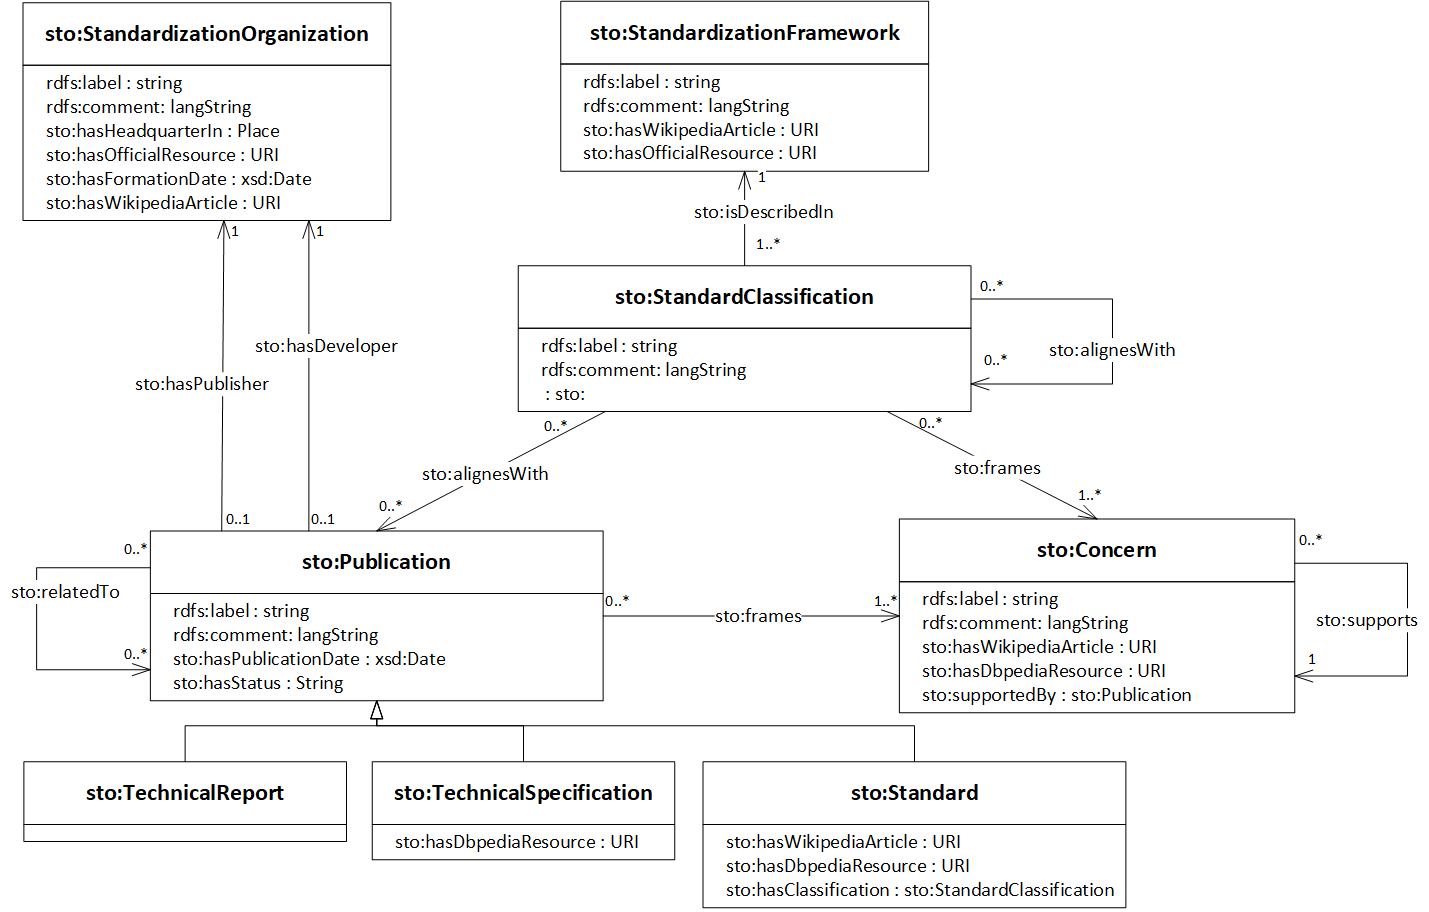 sto:StandardizationOrganization
rdfs:label : string
rdfs:comment: langString
sto:hasHeadquarterIn : Place
sto:hasOfficialResource : URI
sto:hasFormationDate : xsd:Date
sto:hasWikipediaArticle : URI
sto:StandardizationFramework
rdfs:label : string
rdfs:comment: langString
sto:hasWikipediaArticle : URI
sto:hasOfficialResource : URI
1
sto:isDescribedIn
1..*
1
1
sto:hasDeveloper
sto:hasPublisher
0..1
0..1
sto:StandardClassification
rdfs:label : string
rdfs:comment: langString
: sto:
0..*
sto:alignesWith
0..*
0..*
sto:alignesWith
0..*
0..*
sto:frames
1..*
sto:Publication
rdfs:label : string
rdfs:comment: langString
sto:hasPublicationDate : xsd:Date
sto:hasStatus : String
0..*
sto:relatedTo
0..*
0..*
sto:frames
1..*
sto:Concern
rdfs:label : string
rdfs:comment: langString
sto:hasWikipediaArticle : URI
sto:hasDbpediaResource : URI
sto:supportedBy : sto:Publication
0..*
sto:supports
1
sto:TechnicalReport
sto:TechnicalSpecification
sto:hasDbpediaResource : URI
sto:Standard
sto:hasWikipediaArticle : URI
sto:hasDbpediaResource : URI
sto:hasClassification : sto:StandardClassification